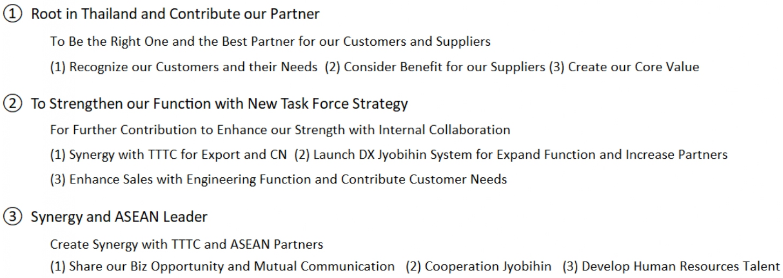 ① Root in Thailand and Contribute our Partner
To Be the Right One and the Best Partner for our Customers and Suppliers
(1) Recognize our Customers and their Needs (2) Consider Benefit for our Suppliers (3) Create our Core Value
② To Strengthen our Function with New Task Force Strategy
For Further Contribution to Enhance our Strength with Internal Collaboration
(1) Synergy with TTTC for Export and CN (2) Launch DX Jyobihin System for Expand Function and Increase Partners
(3) Enhance Sales with Engineering Function and Contribute Customer Needs
③ Synergy and ASEAN Leader
Create Synergy with TTTC and ASEAN Partners
(1) Share our Biz Opportunity and Mutual Communication (2) Cooperation Jyobihin (3) Develop Human Resources Talent